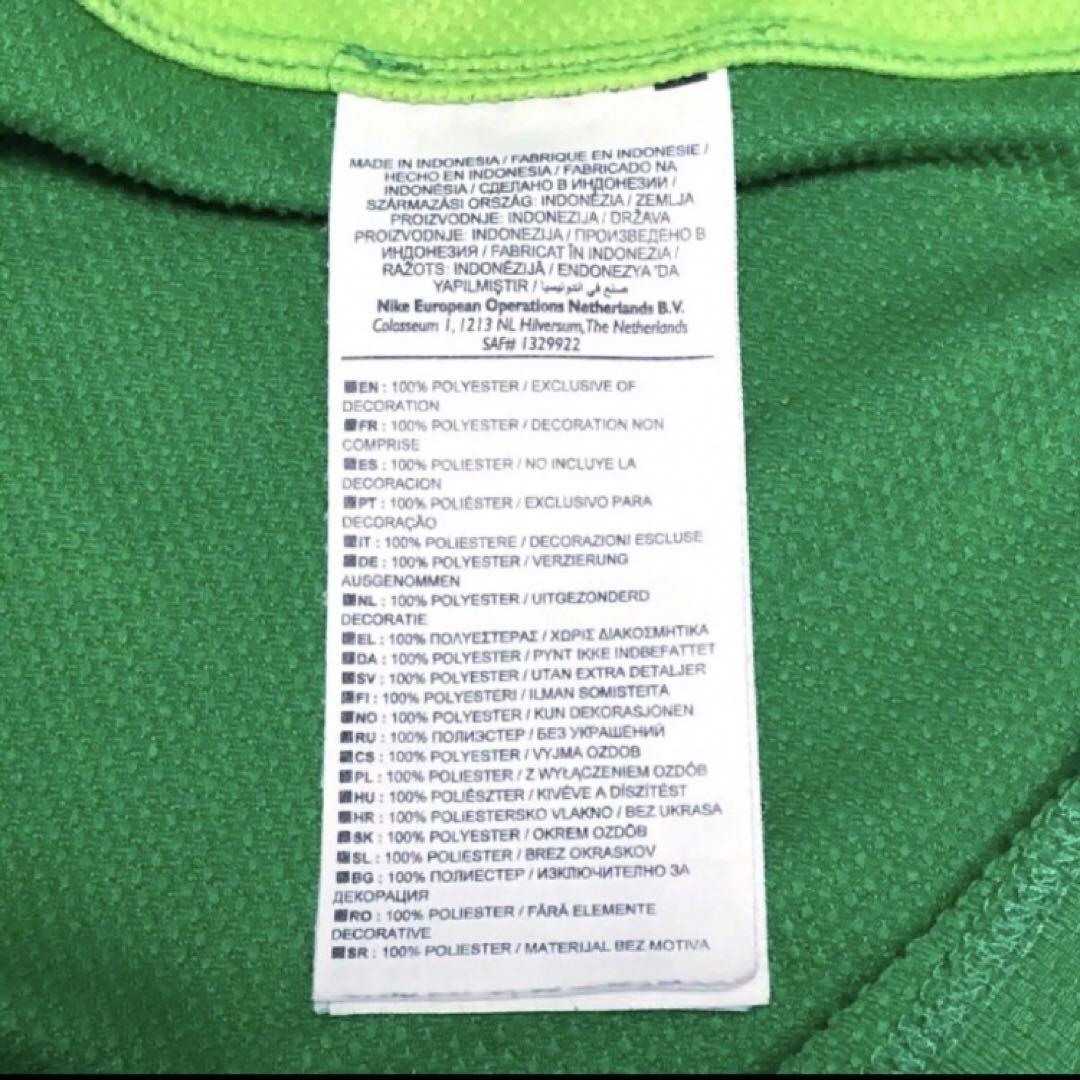 MADE IN INDONESIA / FABRIQUE EN INDONESIE /
HECHO EN INDONESIA / FABRICADO NA
INDONÉSIA / СДЕЛАНО В ИНДОНЕЗИИ /
SZÁRMAZÁSI ORSZÁG: INDONÉZIA / ZEMLJA
PROIZVODNJE: INDONEZIJA / DRŽAVA
PROIZVODNJE: INDONEZIJA / ПРОИЗВЕДЕНО В
ИНДОНЕЗИЯ / FABRICAT ÎN INDONEZIA /
RAŽOTS: INDONĒZIJĀ / ENDONEZYA 'DA
YAPILMIŞTIR / صنع في اندونيسيا
Nike European Operations Netherlands B.V.
Colosseum 1, 1213 NL Hilversum,The Netherlands
SAF# 1329922
EN : 100% POLYESTER / EXCLUSIVE OF
DECORATION
FR : 100% POLYESTER / DECORATION NON
COMPRISE
ES : 100% POLIESTER / NO INCLUYE LA
DECORACION
PT : 100% POLIÉSTER / EXCLUSIVO PARA
DECORAÇÃO
IT : 100% POLIESTERE / DECORAZIONI ESCLUSE
DE : 100% POLYESTER / VERZIERUNG
AUSGENOMMEN
NL : 100% POLYESTER / UITGEZONDERD
DECORATIE
EL : 100% ΠΟΛΥΕΣΤΕΡΑΣ / ΧΩΡΙΣ ΔΙΑΚΟΣΜΗΤΙΚΑ
DA : 100% POLYESTER / PYNT IKKE INDBEFATTET
SV : 100% POLYESTER / UTAN EXTRA DETALJER
FI : 100% POLYESTERI / ILMAN SOMISTEITA
NO : 100% POLYESTER / KUN DEKORASJONEN
RU : 100% ПОЛИЭСТЕР / БЕЗ УКРАШЕНИЙ
CS : 100% POLYESTER / VYJMA OZDOB
PL : 100% POLYESTER / Z WYŁĄCZENIEM OZDÓB
HU : 100% POLIÉSZTER / KIVÉVE A DÍSZÍTÉST
HR : 100% POLIESTERSKO VLAKNO / BEZ UKRASA
SK : 100% POLYESTER / OKREM OZDÔB
SL : 100% POLIESTER / BREZ OKRASKOV
BG : 100% ПОЛИЕСТЕР / ИЗКЛЮЧИТЕЛНО ЗА
ДЕКОРАЦИЯ
RO : 100% POLIESTER / FĂRĂ ELEMENTE
DECORATIVE
SR : 100% POLIESTER / MATERIJAL BEZ MOTIVA